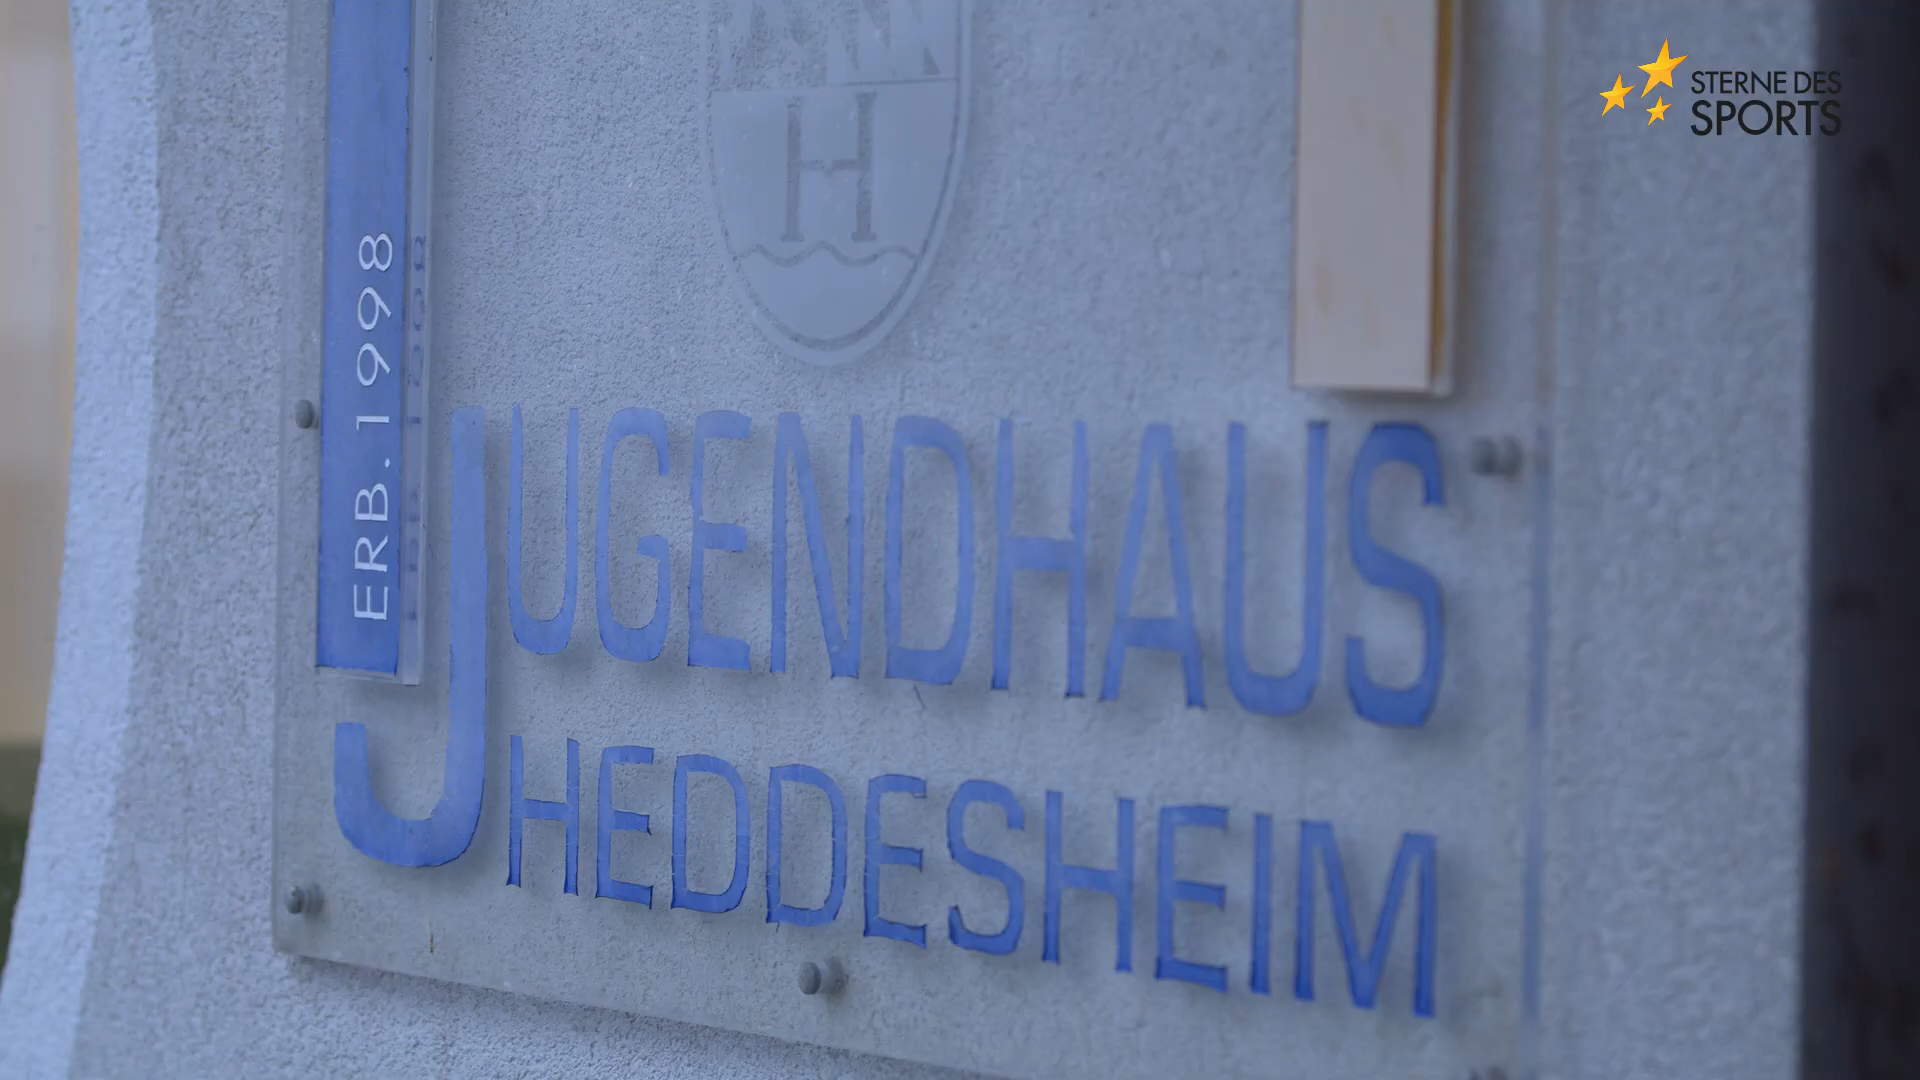 STERNE DES
SPORTS
H
ERB.1998
JUGENDHAUS
HEDDESHEIM